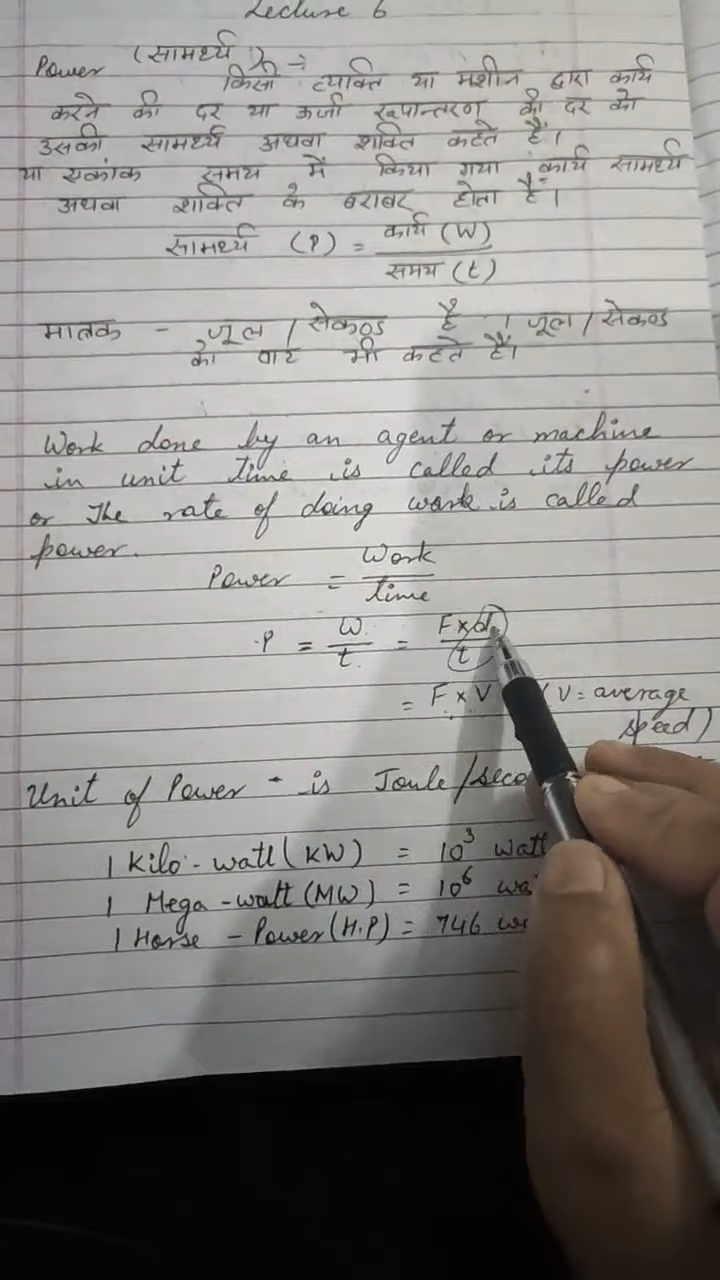 Lecture 6
Power (सामर्थ्य) :→
किसी व्यक्ति या मशीन द्वारा कार्य
करने की दर या ऊर्जा रूपान्तरण की दर को
उसकी सामर्थ्य अथवा शक्ति कहते हैं।
या एकांक समय में किया गया कार्य सामर्थ्य
अथवा शक्ति के बराबर होता है।
सामर्थ्य (P) = कार्य (W)
समय (t)
मात्रक - जूल / सेकण्ड है । जूल / सेकण्ड
को वाट भी कहते हैं।
Work done by an agent or machine
in unit time is called its power
or The rate of doing work is called
power.
Power = Work
time
P = W = F x d
t t
= F x V (V = average
speed)
Unit of Power - is Joule/seco
1 Kilo - watt (KW) = 10³ watt
1 Mega - watt (MW) = 10⁶ wa
1 Horse - Power (H.P) = 746 wa